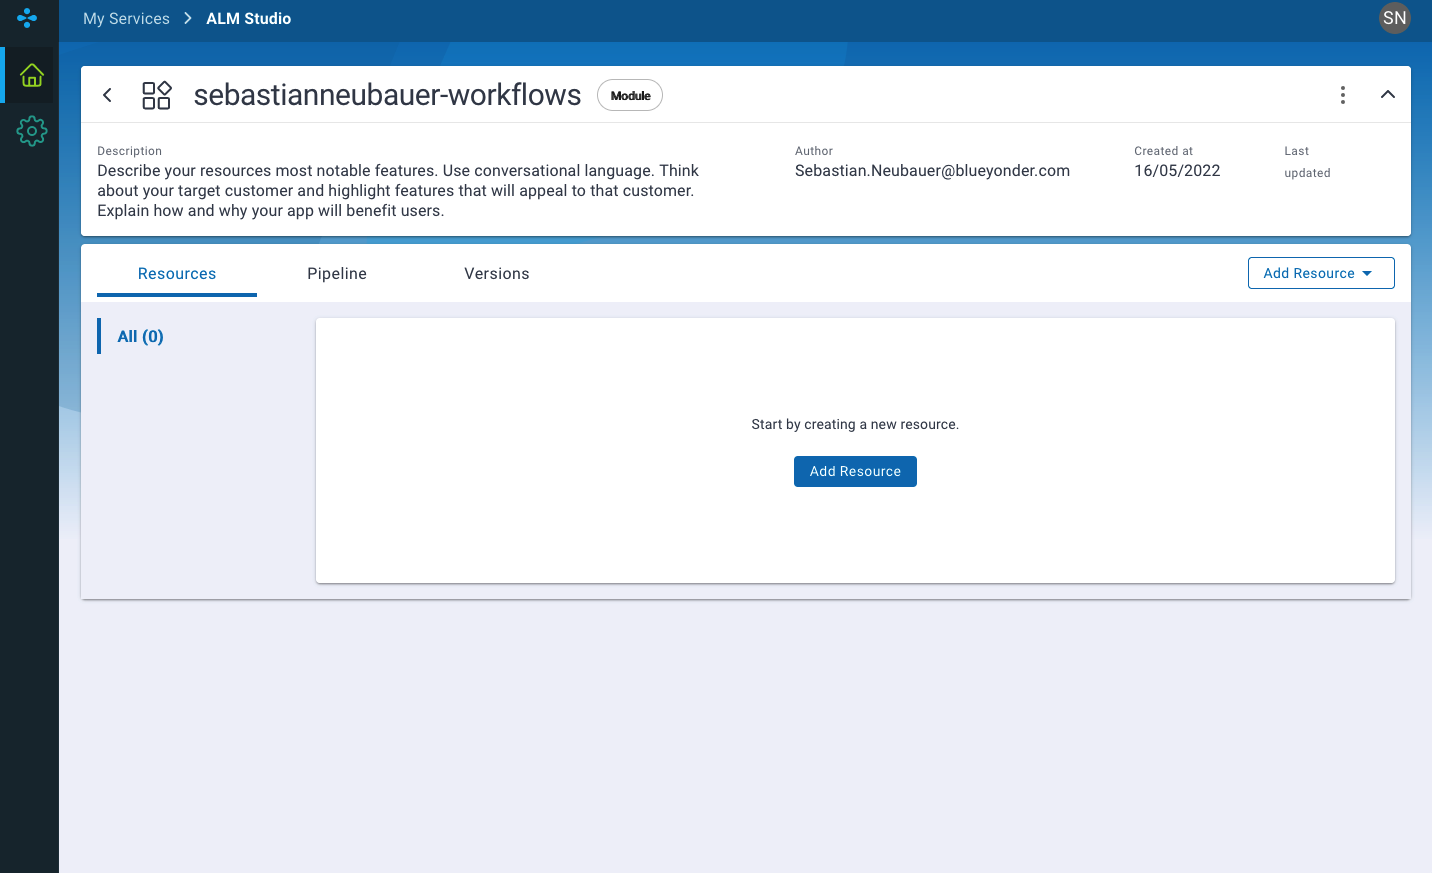 My Services > ALM Studio
SN
sebastianneubauer-workflows
Module
Description
Describe your resources most notable features. Use conversational language. Think
about your target customer and highlight features that will appeal to that customer.
Explain how and why your app will benefit users.
Author
Sebastian.Neubauer@blueyonder.com
Created at
16/05/2022
Last
updated
Resources
Pipeline
Versions
Add Resource
All (0)
Start by creating a new resource.
Add Resource